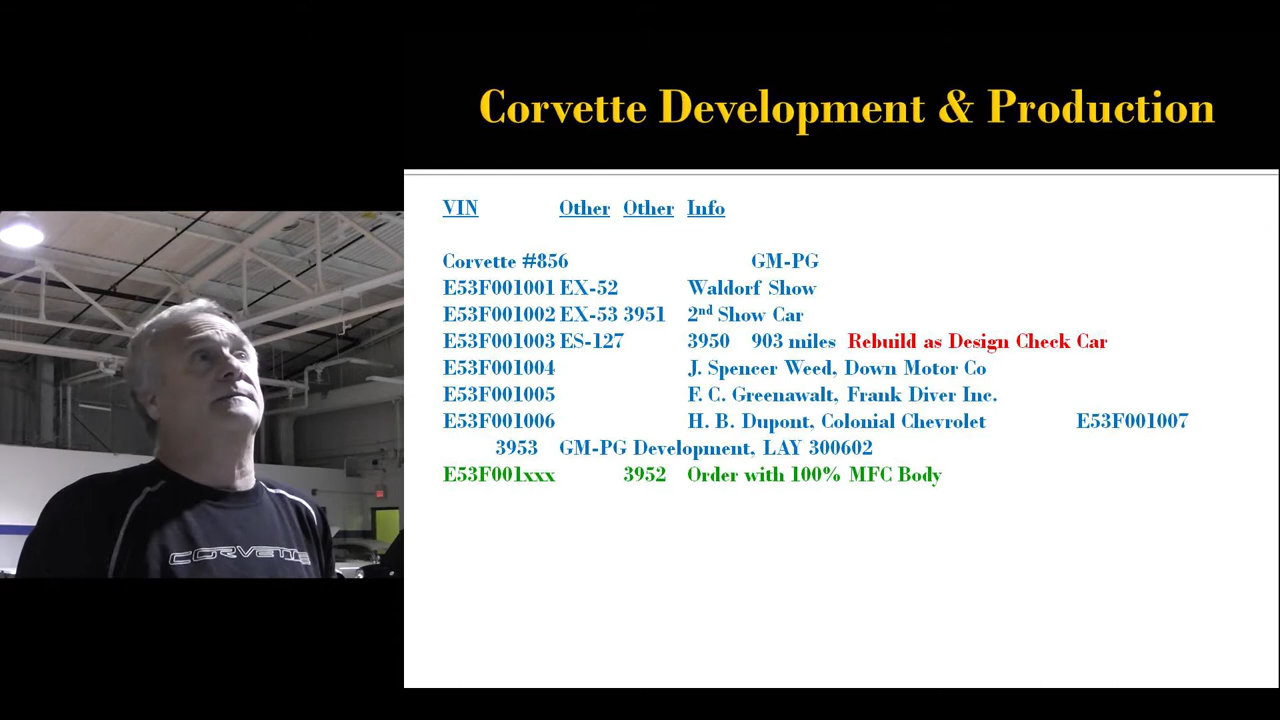 Corvette Development & Production
VIN Other Other Info
Corvette #856 GM-PG
E53F001001 EX-52 Waldorf Show
E53F001002 EX-53 3951 2nd Show Car
E53F001003 ES-127 3950 903 miles Rebuild as Design Check Car
E53F001004 J. Spencer Weed, Down Motor Co
E53F001005 F. C. Greenawalt, Frank Diver Inc.
E53F001006 H. B. Dupont, Colonial Chevrolet E53F001007
3953 GM-PG Development, LAY 300602
E53F001xxx 3952 Order with 100% MFC Body
CORVETTE